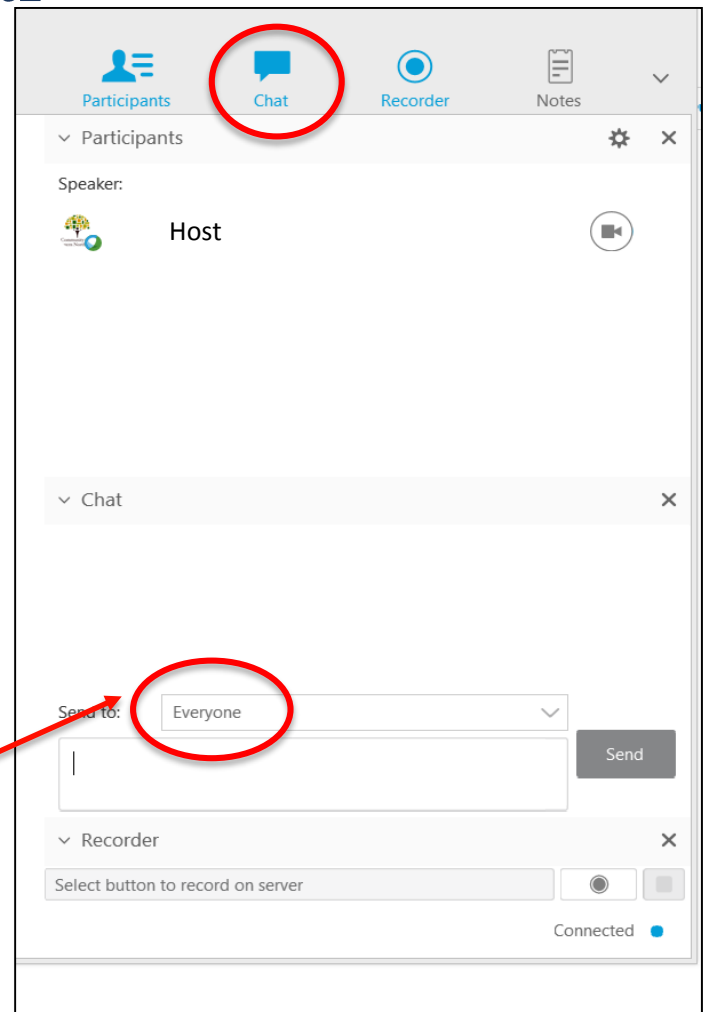 Participants Chat Recorder Notes
Participants
Speaker:
Host
Chat
Send to: Everyone
Send
Recorder
Select button to record on server
Connected